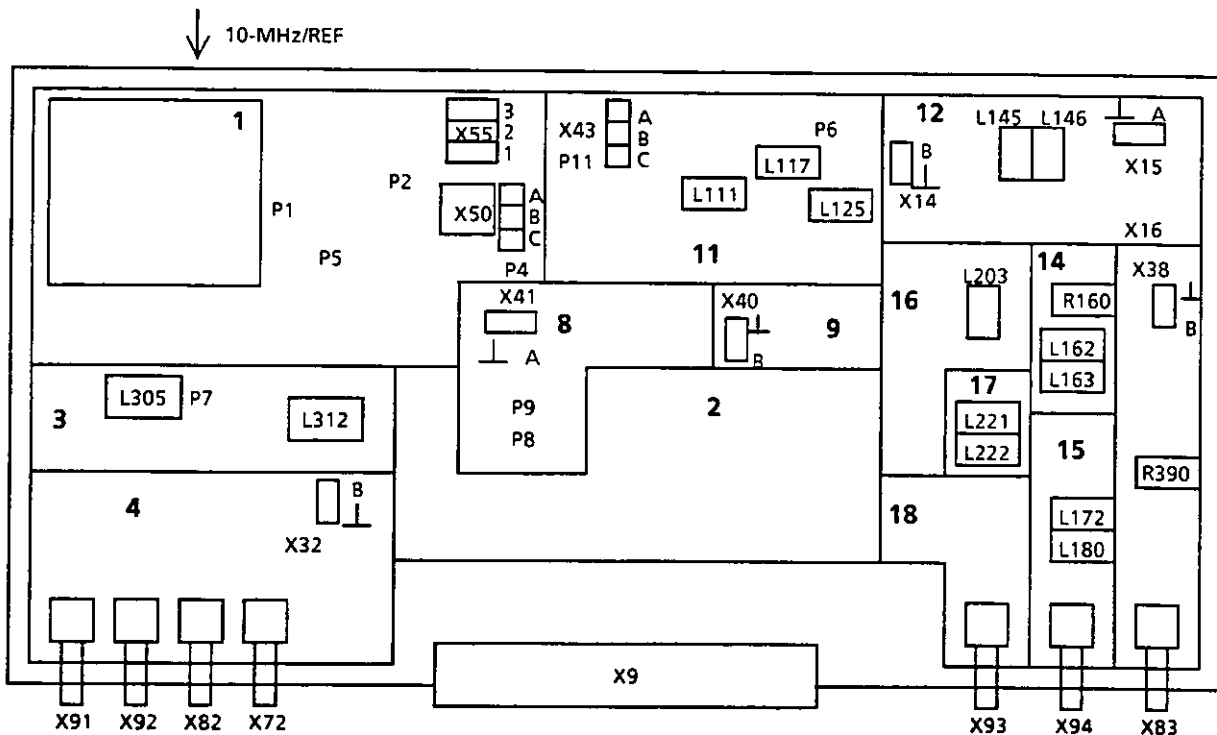 10-MHz/REF
1
3
X55 2
1
X43
A
B
P11 C
P6
12
L145 L146
A
X15
B
X14
X16
P2
P1
X50
A
B
C
P5
P4
L117
L111
L125
11
X41
8
A
X40
9
B
L203
16
14
R160
X38
B
L162
L163
L305 P7
3
L312
P9
P8
2
17
L221
L222
15
R390
4
B
X32
18
L172
L180
X9
X91 X92 X82 X72
X93 X94 X83